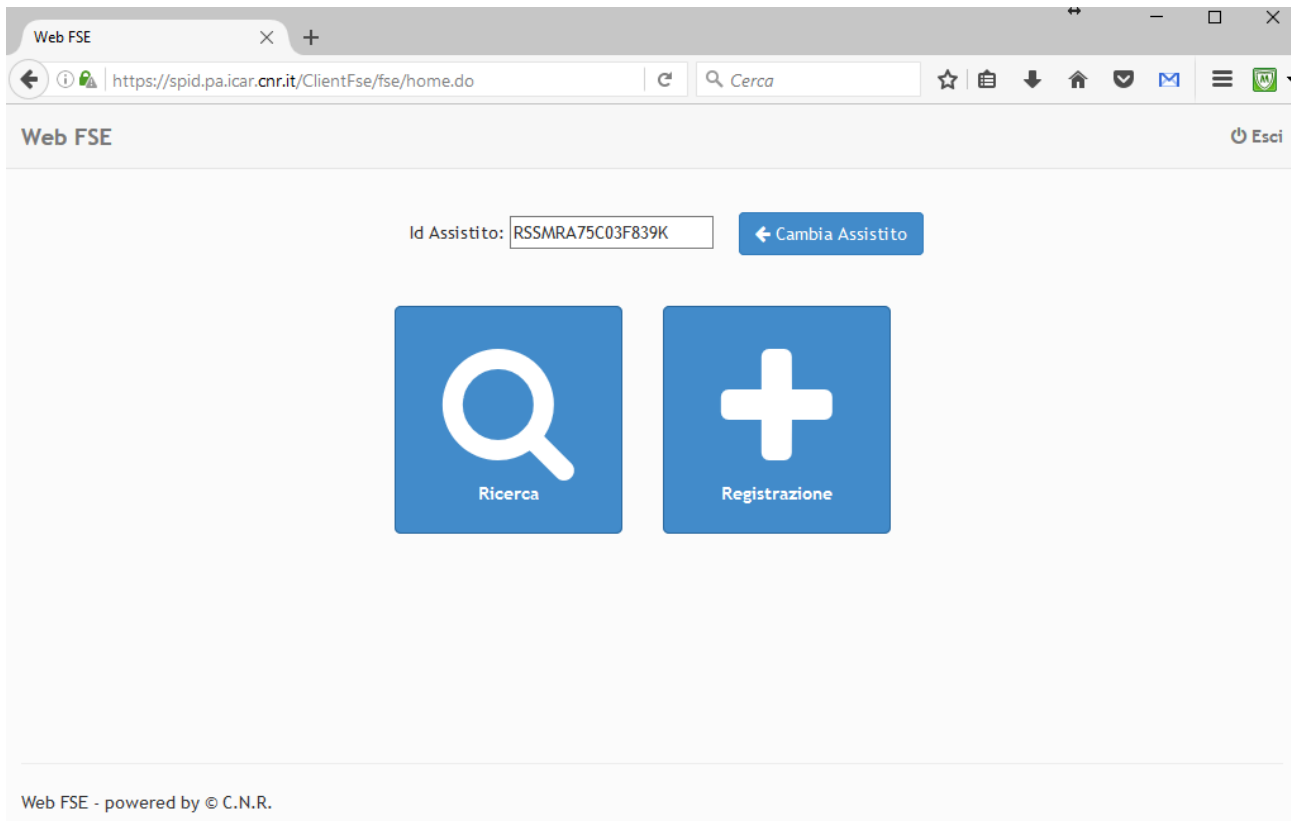 Web FSE
https://spid.pa.icar.cnr.it/ClientFse/fse/home.do
Cerca
Web FSE
Esci
Id Assistito: RSSMRA75C03F839K
Cambia Assistito
Ricerca
Registrazione
Web FSE - powered by © C.N.R.